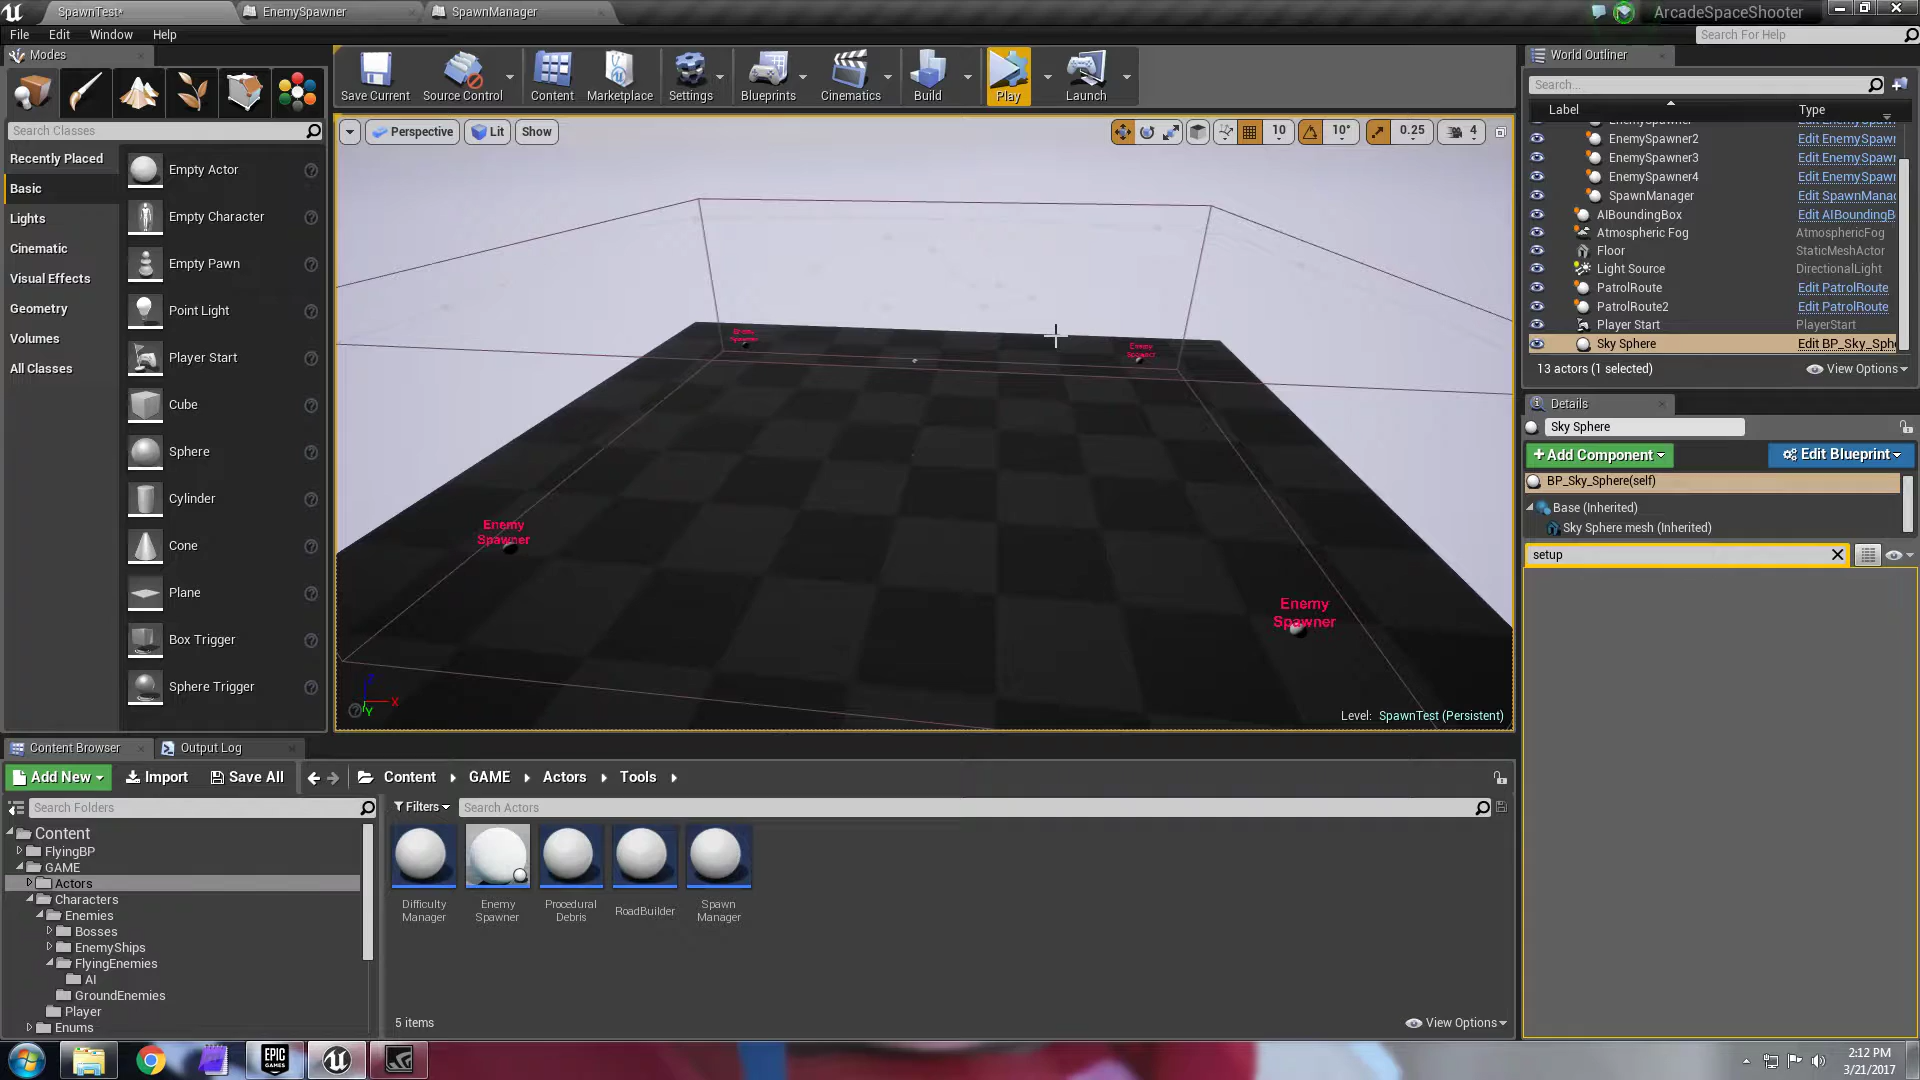 SpawnTest*
EnemySpawner
SpawnManager
ArcadeSpaceShooter
File Edit Window Help
Search For Help
Modes
Search Classes
Recently Placed
Basic
Lights
Cinematic
Visual Effects
Geometry
Volumes
All Classes
Empty Actor
Empty Character
Empty Pawn
Point Light
Player Start
Cube
Sphere
Cylinder
Cone
Plane
Box Trigger
Sphere Trigger
Save Current
Source Control
Content
Marketplace
Settings
Blueprints
Cinematics
Build
Play
Launch
Perspective
Lit
Show
10
10°
0.25
4
Enemy
Spawner
Enemy
Spawner
Enemy
Spawner
Enemy
Spawner
Z
X
Y
Level: SpawnTest (Persistent)
World Outliner
Search...
Label Type
EnemySpawner2 Edit EnemySpawn
EnemySpawner3 Edit EnemySpawn
EnemySpawner4 Edit EnemySpawn
SpawnManager Edit SpawnMana
AIBoundingBox Edit AIBoundingB
Atmospheric Fog AtmosphericFog
Floor StaticMeshActor
Light Source DirectionalLight
PatrolRoute Edit PatrolRoute
PatrolRoute2 Edit PatrolRoute
Player Start PlayerStart
Sky Sphere Edit BP_Sky_Sph
13 actors (1 selected)
View Options
Details
Sky Sphere
+Add Component
Edit Blueprint
BP_Sky_Sphere(self)
Base (Inherited)
Sky Sphere mesh (Inherited)
setup
Content Browser
Output Log
Add New
Import
Save All
Content
GAME
Actors
Tools
Search Folders
Filters
Search Actors
Content
FlyingBP
GAME
Actors
Characters
Enemies
Bosses
EnemyShips
FlyingEnemies
AI
GroundEnemies
Player
Enums
Difficulty
Manager
Enemy
Spawner
Procedural
Debris
RoadBuilder
Spawn
Manager
5 items
View Options
EPIC
GAMES
2:12 PM
3/21/2017